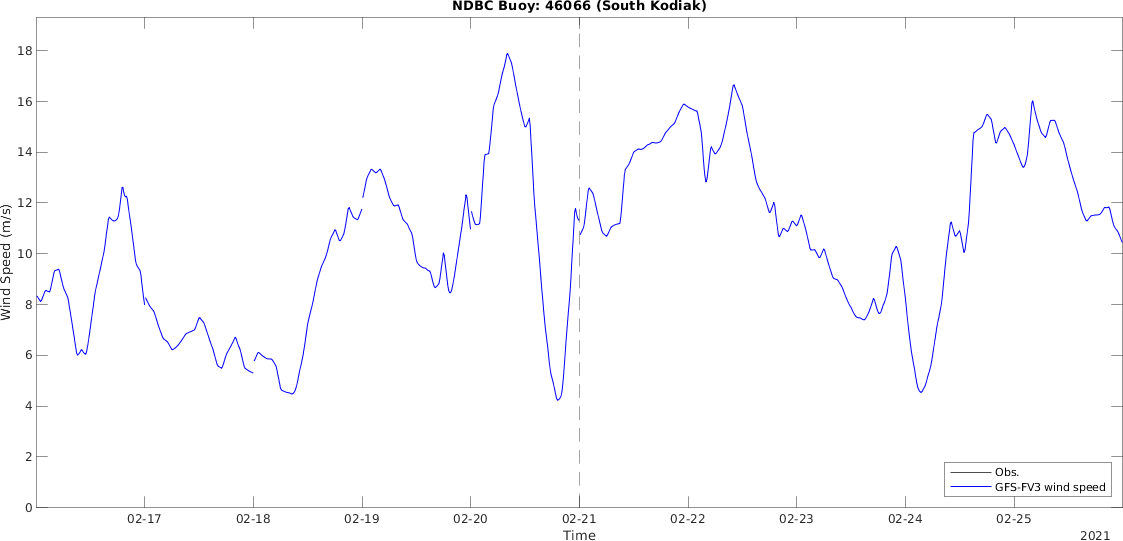 NDBC Buoy: 46066 (South Kodiak)
Wind Speed (m/s)
18
16
14
12
10
8
6
4
2
0
Obs.
GFS-FV3 wind speed
02-17 02-18 02-19 02-20 02-21 02-22 02-23 02-24 02-25
Time
2021